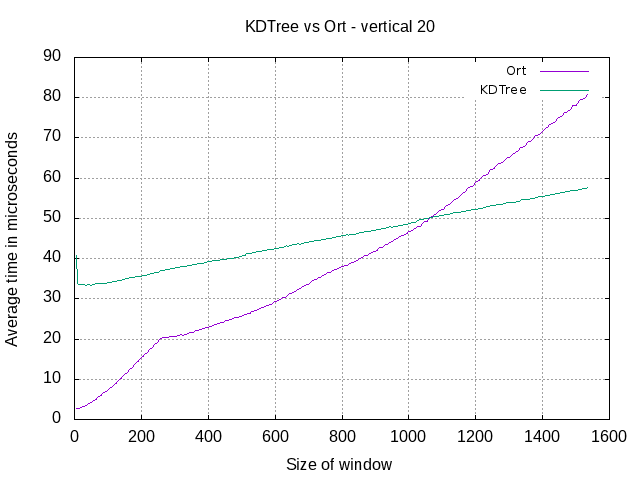 KDTree vs Ort - vertical 20
Ort
KDTree
Average time in microseconds
90
80
70
60
50
40
30
20
10
0
0 200 400 600 800 1000 1200 1400 1600
Size of window